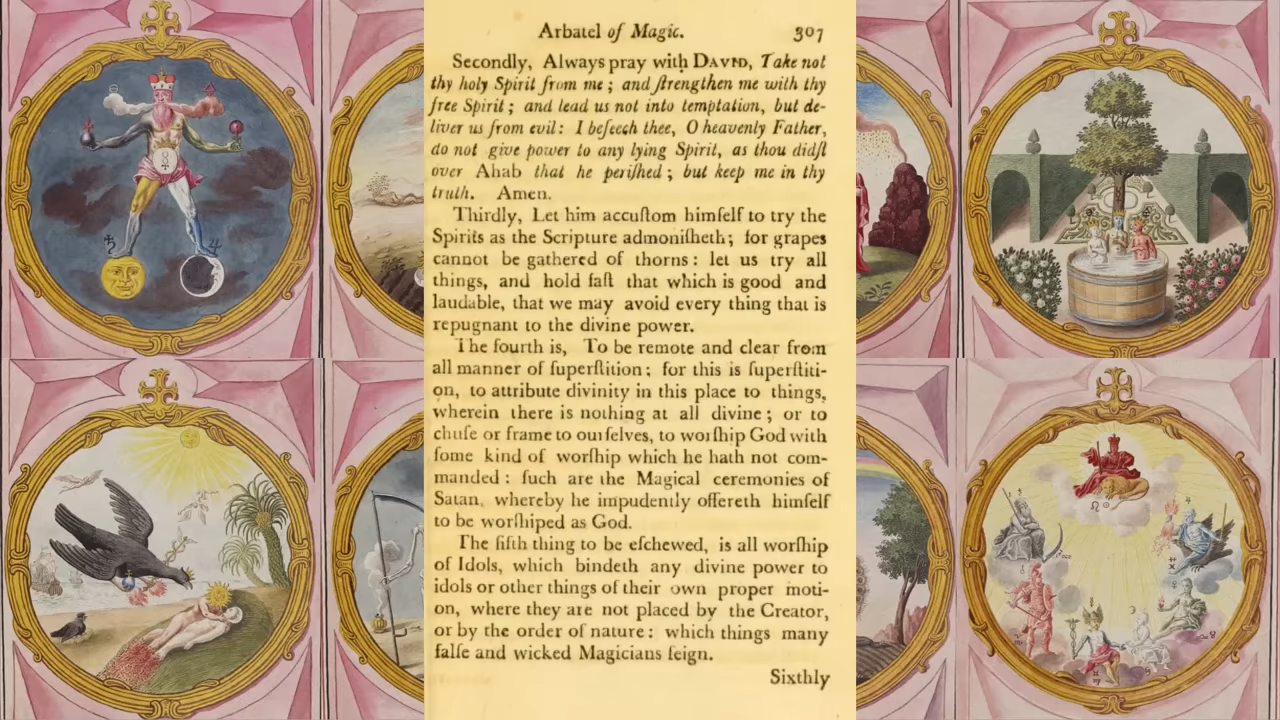 Arbatel of Magic. 307
Secondly, Always pray with DAVID, Take not
thy holy Spirit from me; and ſtrengthen me with thy
free Spirit; and lead us not into temptation, but de-
liver us from evil: I beſeech thee, O heavenly Father,
do not give power to any lying Spirit, as thou didſt
over Ahab that he periſhed; but keep me in thy
truth. Amen.
Thirdly, Let him accuſtom himſelf to try the
Spirits as the Scripture admoniſheth; for grapes
cannot be gathered of thorns: let us try all
things, and hold faſt that which is good and
laudable, that we may avoid every thing that is
repugnant to the divine power.
The fourth is, To be remote and clear from
all manner of ſuperſtition; for this is ſuperſtiti-
on, to attribute divinity in this place to things,
wherein there is nothing at all divine; or to
chuſe or frame to ourſelves, to worſhip God with
ſome kind of worſhip which he hath not com-
manded: ſuch are the Magical ceremonies of
Satan, whereby he impudently offereth himſelf
to be worſhiped as God.
The fifth thing to be eſchewed, is all worſhip
of Idols, which bindeth any divine power to
idols or other things of their own proper moti-
on, where they are not placed by the Creator,
or by the order of nature: which things many
falſe and wicked Magicians feign.
Sixthly